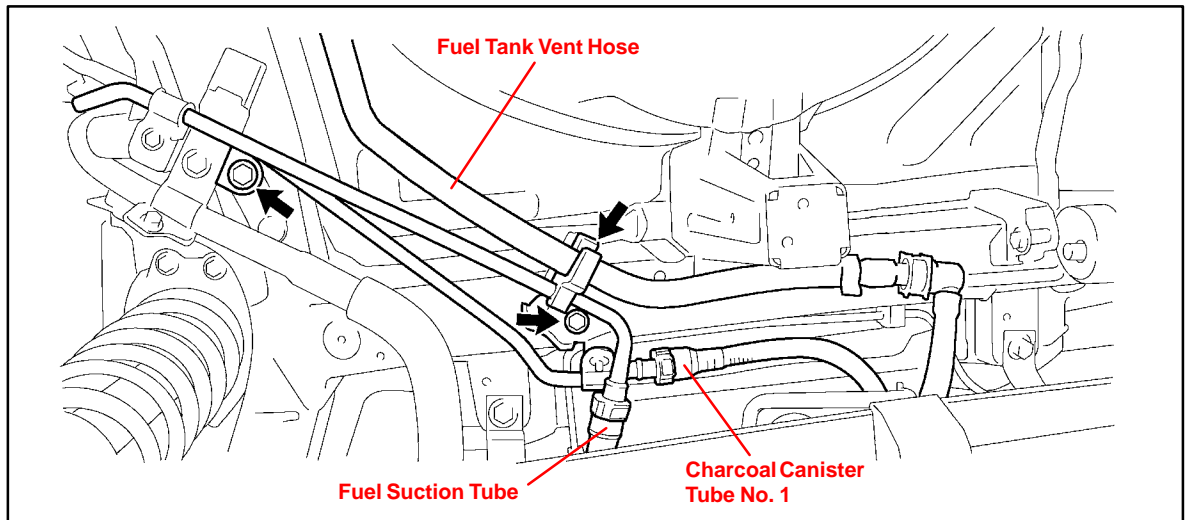 Fuel Tank Vent Hose
Fuel Suction Tube
Charcoal Canister
Tube No. 1